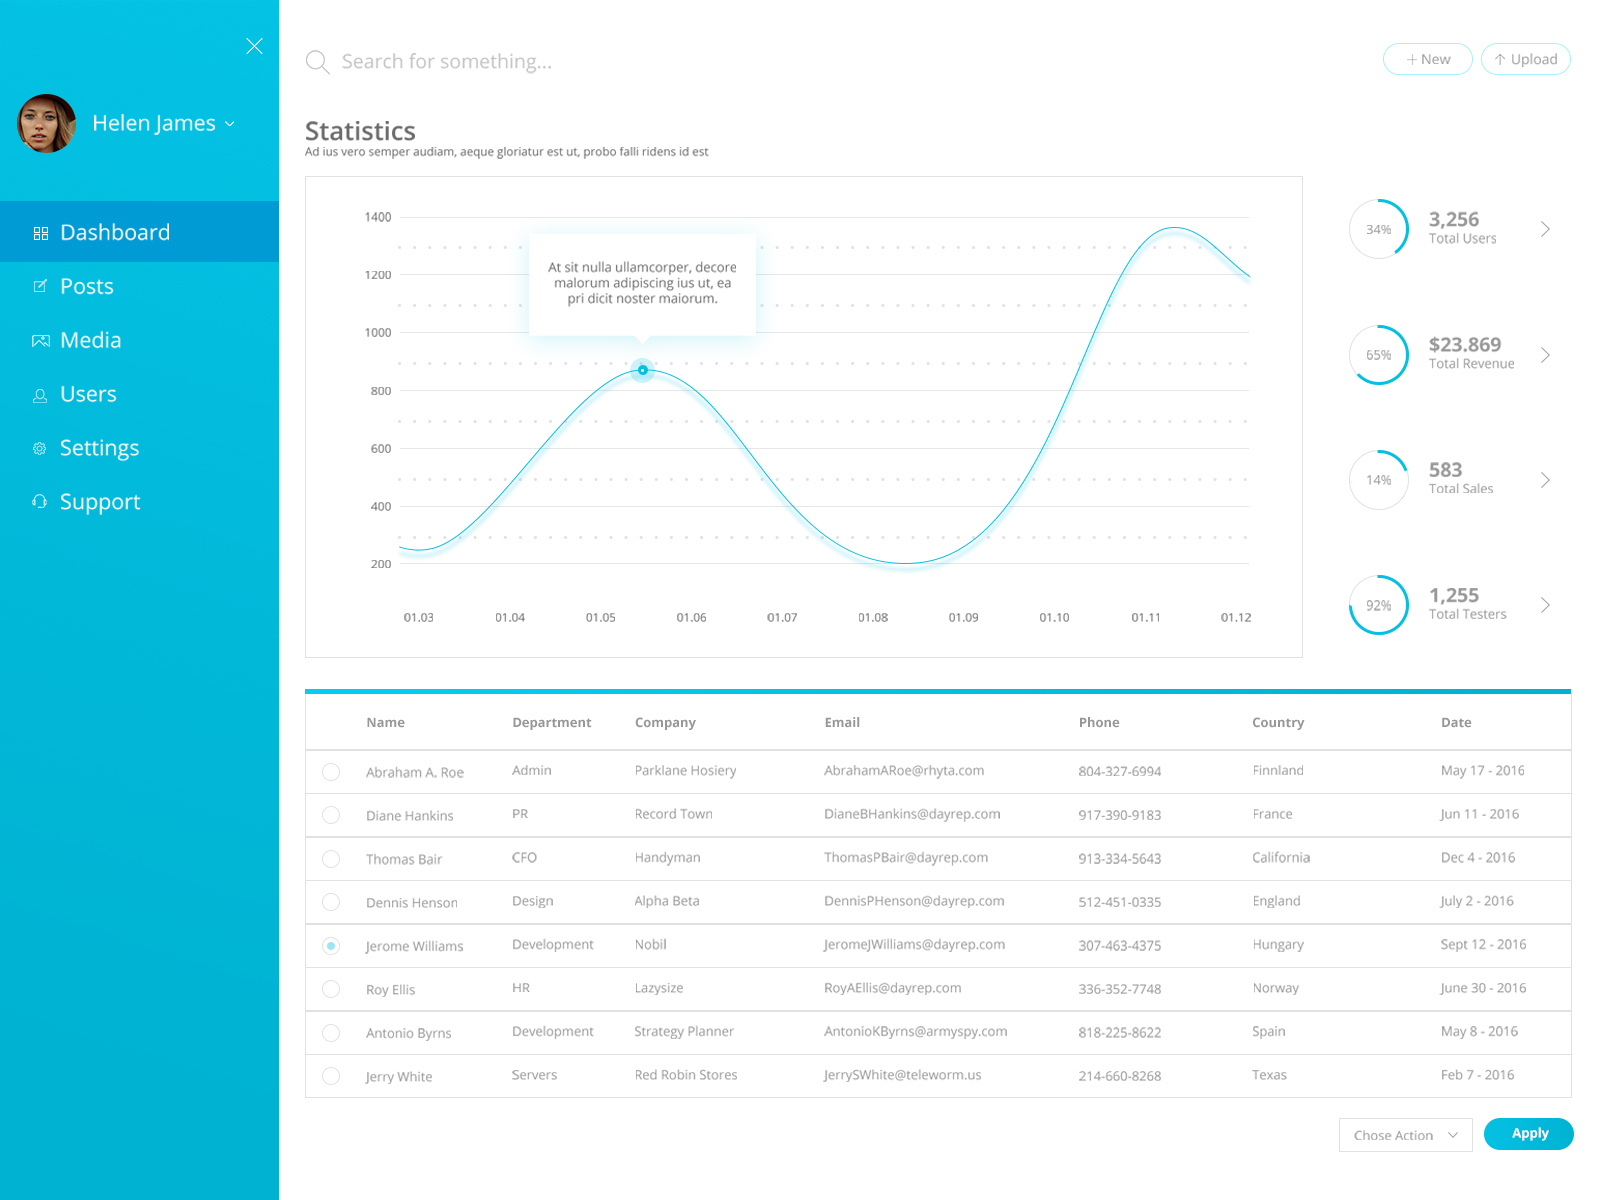 Helen James
Dashboard
Posts
Media
Users
Settings
Support
Search for something...
+ New
Upload
Statistics
Ad ius vero semper audiam, aeque gloriatur est ut, probo falli ridens id est
1400
1200
1000
800
600
400
200
At sit nulla ullamcorper, decore
malorum adipiscing ius ut, ea
pri dicit noster maiorum.
01.03 01.04 01.05 01.06 01.07 01.08 01.09 01.10 01.11 01.12
34%
3,256
Total Users
65%
$23.869
Total Revenue
14%
583
Total Sales
92%
1,255
Total Testers
Name Department Company Email Phone Country Date
Abraham A. Roe Admin Parklane Hosiery AbrahamARoe@rhyta.com 804-327-6994 Finnland May 17 - 2016
Diane Hankins PR Record Town DianeBHankins@dayrep.com 917-390-9183 France Jun 11 - 2016
Thomas Bair CFO Handyman ThomasPBair@dayrep.com 913-334-5643 California Dec 4 - 2016
Dennis Henson Design Alpha Beta DennisPHenson@dayrep.com 512-451-0335 England July 2 - 2016
Jerome Williams Development Nobil JeromeJWilliams@dayrep.com 307-463-4375 Hungary Sept 12 - 2016
Roy Ellis HR Lazysize RoyAEllis@dayrep.com 336-352-7748 Norway June 30 - 2016
Antonio Byrns Development Strategy Planner AntonioKByrns@armyspy.com 818-225-8622 Spain May 8 - 2016
Jerry White Servers Red Robin Stores JerrySWhite@teleworm.us 214-660-8268 Texas Feb 7 - 2016
Chose Action
Apply